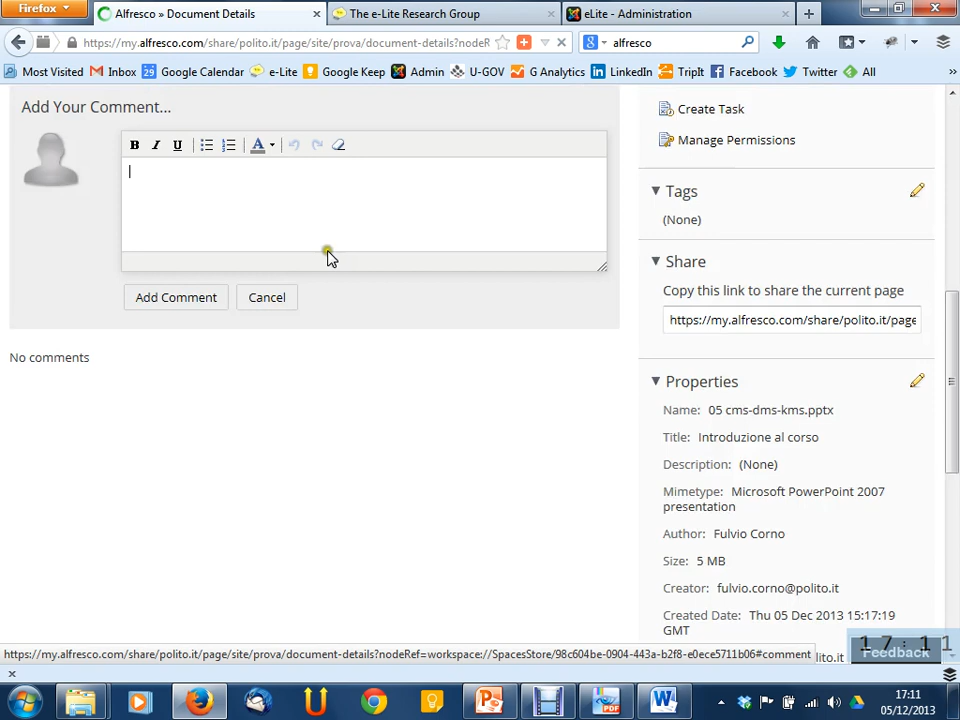 Firefox
Alfresco » Document Details
The e-Lite Research Group
eLite - Administration
https://my.alfresco.com/share/polito.it/page/site/prova/document-details?nodeR
alfresco
Most Visited
Inbox
Google Calendar
e-Lite
Google Keep
Admin
U-GOV
G Analytics
LinkedIn
TripIt
Facebook
Twitter
All
Add Your Comment...
B I U
A
Add Comment
Cancel
No comments
Create Task
Manage Permissions
Tags
(None)
Share
Copy this link to share the current page
https://my.alfresco.com/share/polito.it/page
Properties
Name: 05 cms-dms-kms.pptx
Title: Introduzione al corso
Description: (None)
Mimetype: Microsoft PowerPoint 2007
presentation
Author: Fulvio Corno
Size: 5 MB
Creator: fulvio.corno@polito.it
Created Date: Thu 05 Dec 2013 15:17:19
GMT
17:11
Feedback
https://my.alfresco.com/share/polito.it/page/site/prova/document-details?nodeRef=workspace://SpacesStore/98c604be-0904-443a-b2f8-e0ece5711b06#comment
olito.it
17:11
05/12/2013